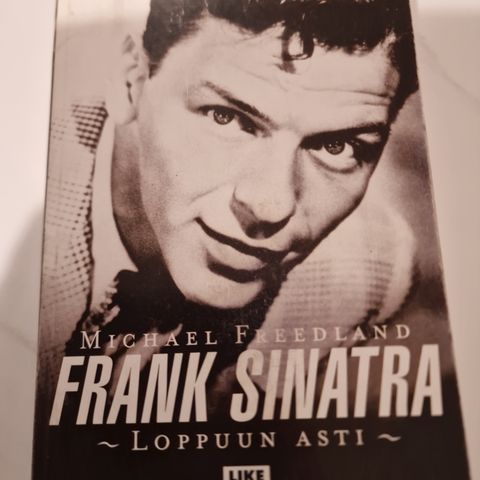 MICHAEL FREEDLAND
FRANK SINATRA
~ LOPPUUN ASTI ~
LIKE